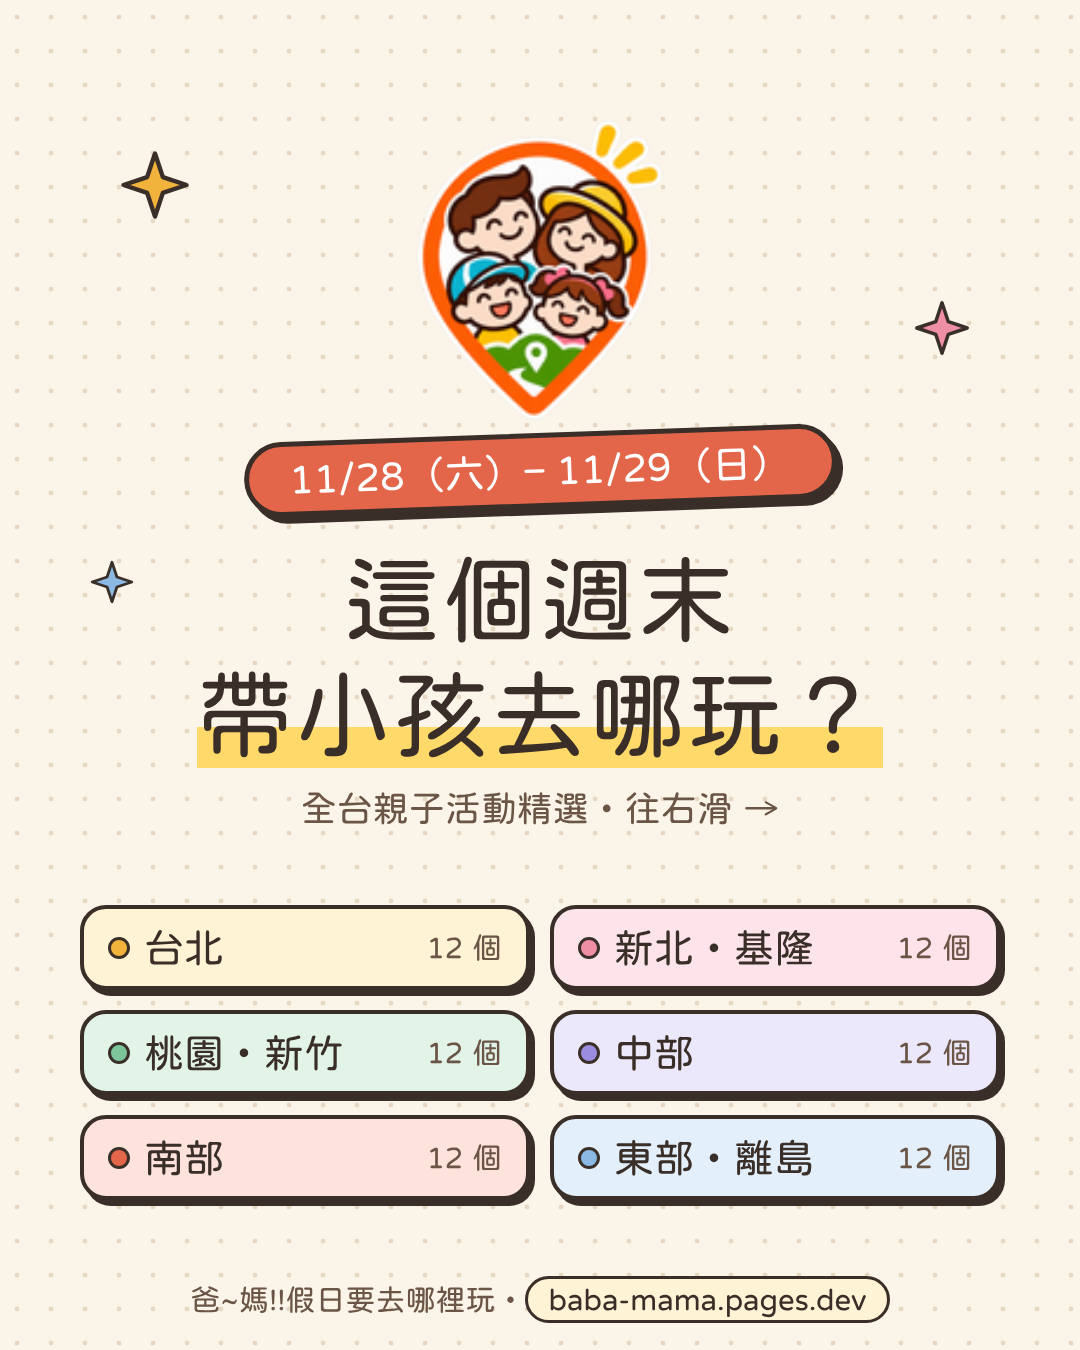 11/28（六）– 11/29（日）
這個週末
帶小孩去哪玩？
全台親子活動精選・往右滑 →
台北 12 個
新北・基隆 12 個
桃園・新竹 12 個
中部 12 個
南部 12 個
東部・離島 12 個
爸~媽!!假日要去哪裡玩・baba-mama.pages.dev